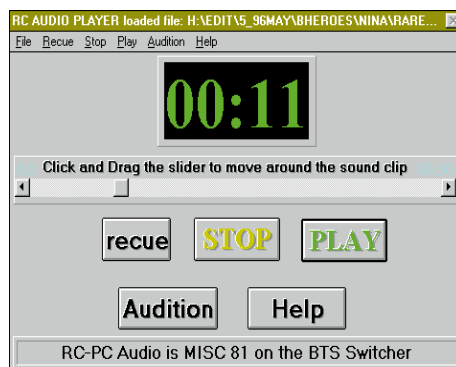 RC AUDIO PLAYER loaded file: H:\EDIT\5_96MAY\BHEROES\NINA\RARE...
File Recue Stop Play Audition Help
00:11
Click and Drag the slider to move around the sound clip
recue STOP PLAY
Audition Help
RC-PC Audio is MISC 81 on the BTS Switcher